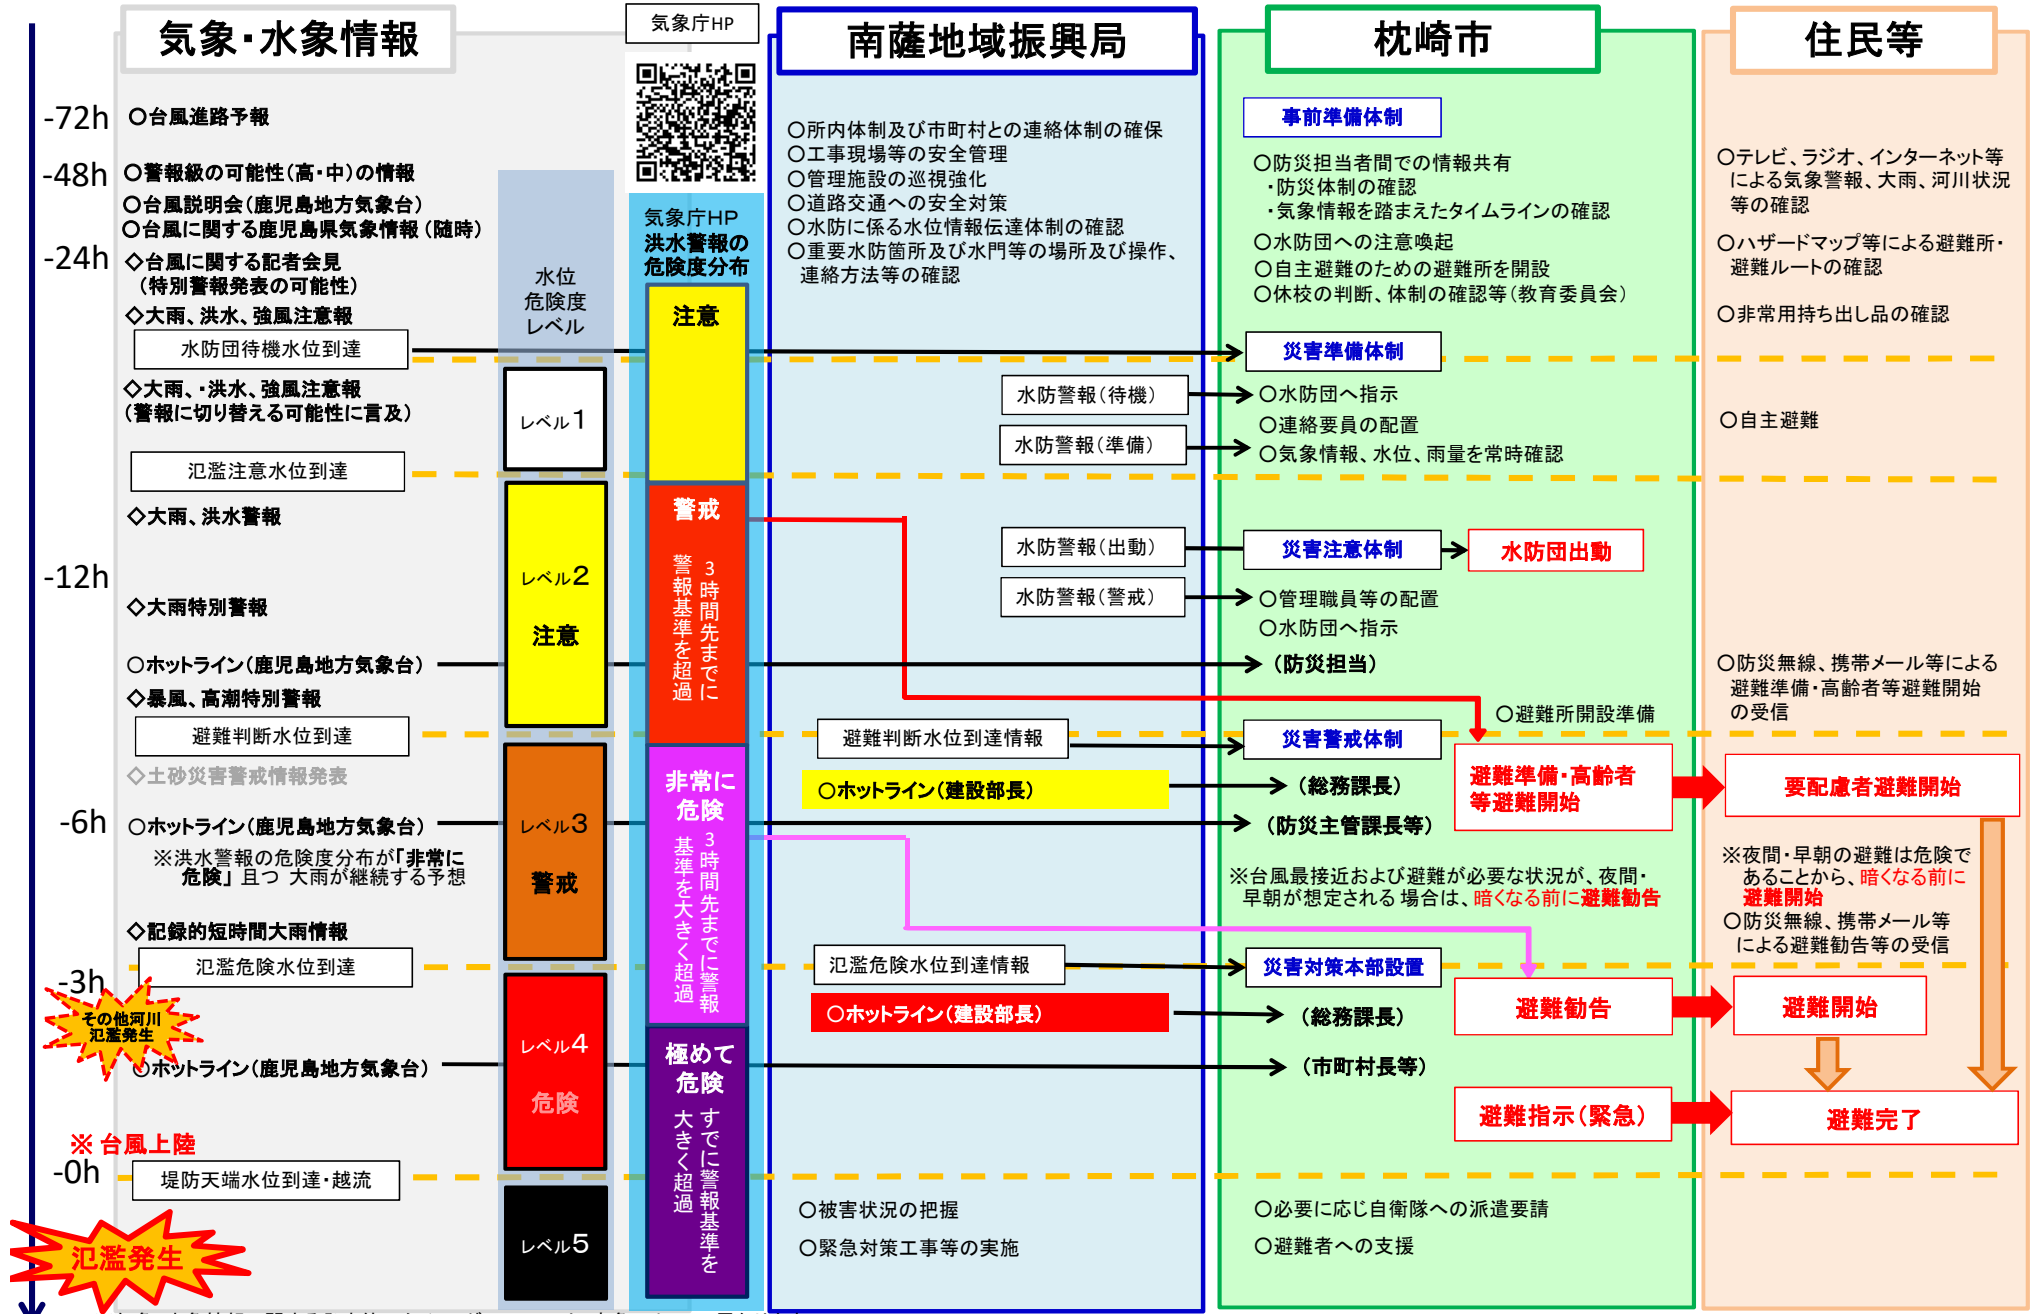 気象・水象情報
気象庁HP
南薩地域振興局
枕崎市
住民等
-72h
-48h
-24h
-12h
-6h
-3h
-0h
○台風進路予報
○警報級の可能性(高・中)の情報
○台風説明会(鹿児島地方気象台)
○台風に関する鹿児島県気象情報(随時)
◇台風に関する記者会見
(特別警報発表の可能性)
◇大雨、洪水、強風注意報
水防団待機水位到達
◇大雨、・洪水、強風注意報
(警報に切り替える可能性に言及)
氾濫注意水位到達
◇大雨、洪水警報
◇大雨特別警報
○ホットライン(鹿児島地方気象台)
◇暴風、高潮特別警報
避難判断水位到達
◇土砂災害警戒情報発表
○ホットライン(鹿児島地方気象台)
※洪水警報の危険度分布が「非常に
危険」且つ 大雨が継続する予想
◇記録的短時間大雨情報
氾濫危険水位到達
その他河川
氾濫発生
○ホットライン(鹿児島地方気象台)
※ 台風上陸
堤防天端水位到達・越流
氾濫発生
水位
危険度
レベル
レベル1
レベル2
注意
レベル3
警戒
レベル4
危険
レベル5
気象庁HP
洪水警報の
危険度分布
注意
警戒
3時間先までに
警報基準を超過
非常に
危険
3時間先までに警報
基準を大きく超過
極めて
危険
すでに警報基準を
大きく超過
○所内体制及び市町村との連絡体制の確保
○工事現場等の安全管理
○管理施設の巡視強化
○道路交通への安全対策
○水防に係る水位情報伝達体制の確認
○重要水防箇所及び水門等の場所及び操作、
連絡方法等の確認
水防警報(待機)
水防警報(準備)
水防警報(出動)
水防警報(警戒)
避難判断水位到達情報
○ホットライン(建設部長)
氾濫危険水位到達情報
○ホットライン(建設部長)
○被害状況の把握
○緊急対策工事等の実施
事前準備体制
○防災担当者間での情報共有
・防災体制の確認
・気象情報を踏まえたタイムラインの確認
○水防団への注意喚起
○自主避難のための避難所を開設
○休校の判断、体制の確認等(教育委員会)
災害準備体制
○水防団へ指示
○連絡要員の配置
○気象情報、水位、雨量を常時確認
災害注意体制
水防団出動
○管理職員等の配置
○水防団へ指示
(防災担当)
○避難所開設準備
災害警戒体制
避難準備・高齢者
等避難開始
(総務課長)
(防災主管課長等)
※台風最接近および避難が必要な状況が、夜間・
早朝が想定される場合は、暗くなる前に避難勧告
災害対策本部設置
避難勧告
(総務課長)
(市町村長等)
避難指示(緊急)
○必要に応じ自衛隊への派遣要請
○避難者への支援
○テレビ、ラジオ、インターネット等
による気象警報、大雨、河川状況
等の確認
○ハザードマップ等による避難所・
避難ルートの確認
○非常用持ち出し品の確認
○自主避難
○防災無線、携帯メール等による
避難準備・高齢者等避難開始
の受信
要配慮者避難開始
※夜間・早朝の避難は危険で
あることから、暗くなる前に
避難開始
○防災無線、携帯メール等
による避難勧告等の受信
避難開始
避難完了